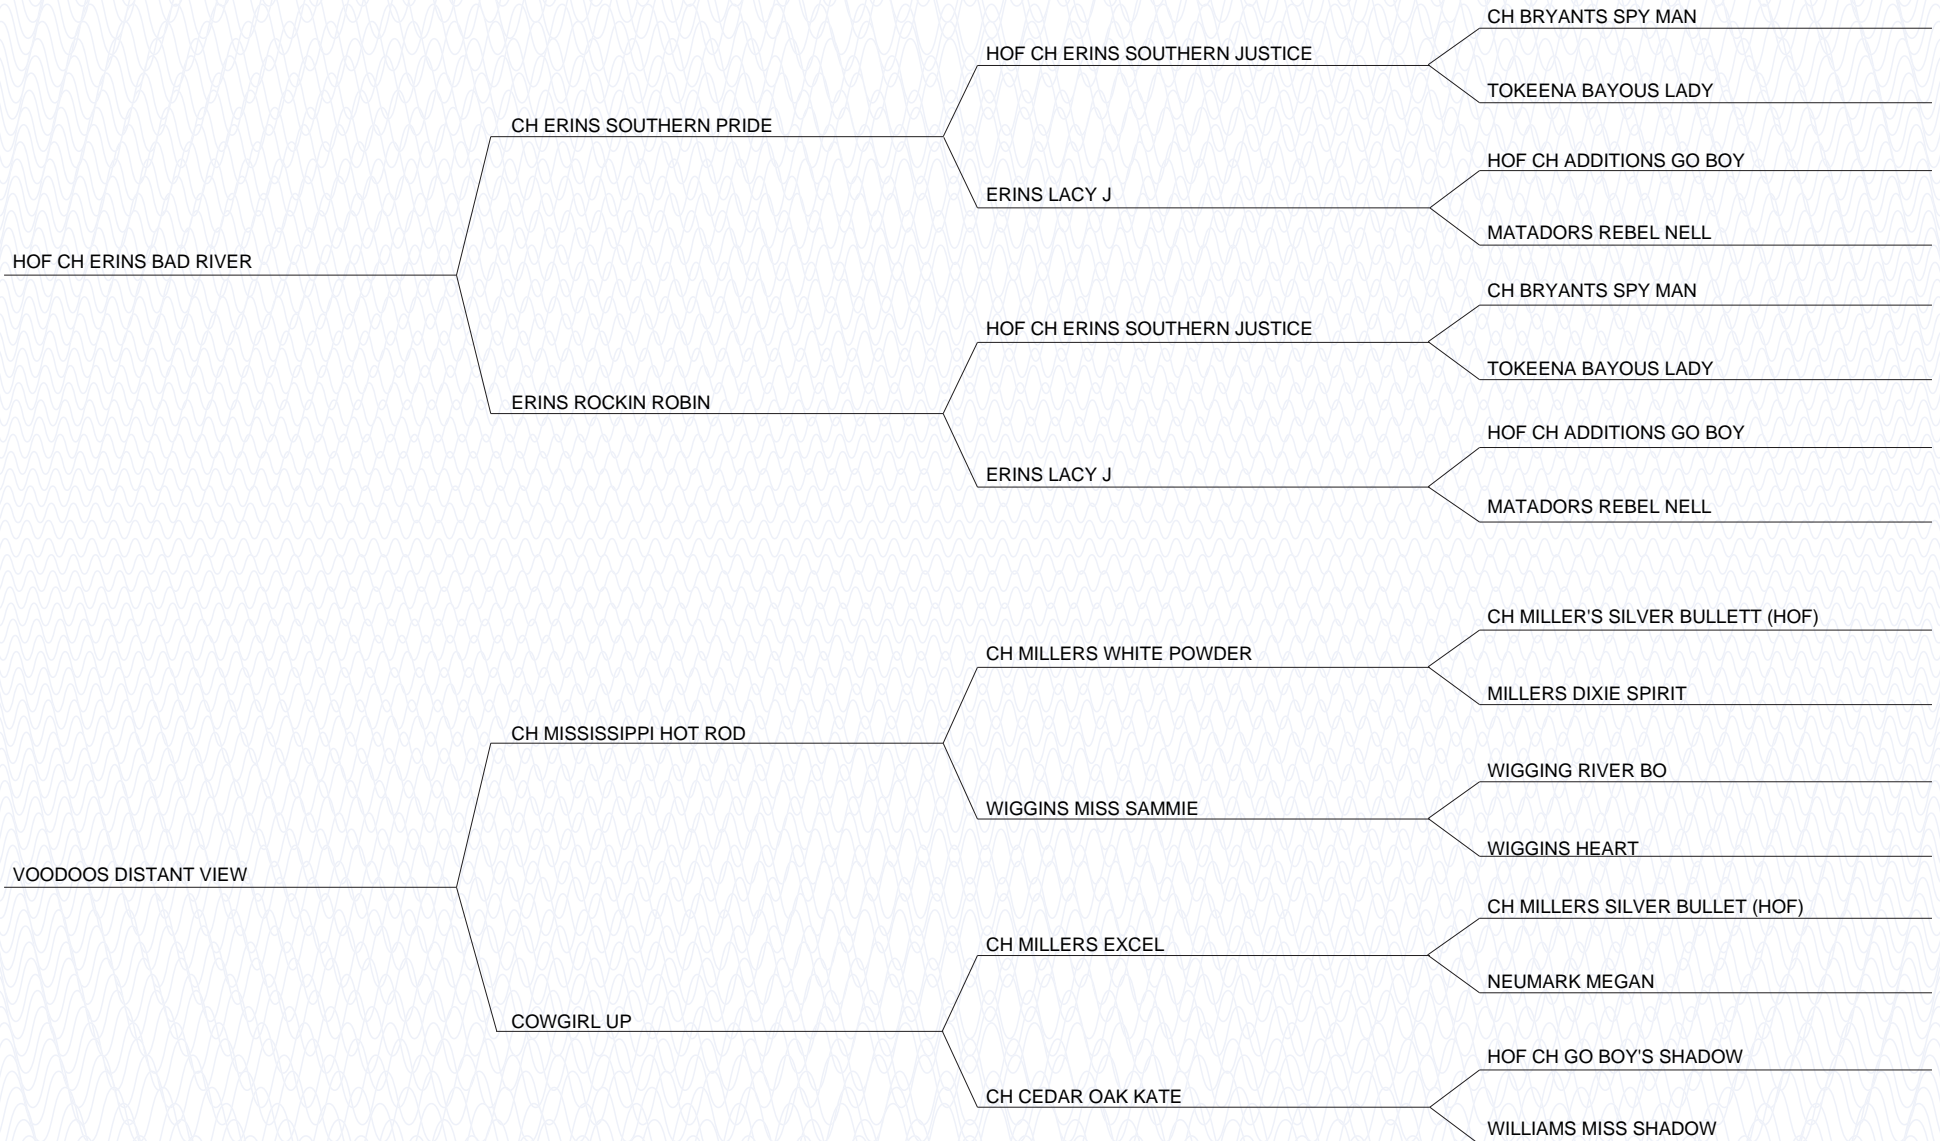 CH BRYANTS SPY MAN
HOF CH ERINS SOUTHERN JUSTICE
TOKEENA BAYOUS LADY
CH ERINS SOUTHERN PRIDE
HOF CH ADDITIONS GO BOY
ERINS LACY J
MATADORS REBEL NELL
HOF CH ERINS BAD RIVER
CH BRYANTS SPY MAN
HOF CH ERINS SOUTHERN JUSTICE
TOKEENA BAYOUS LADY
ERINS ROCKIN ROBIN
HOF CH ADDITIONS GO BOY
ERINS LACY J
MATADORS REBEL NELL
CH MILLER'S SILVER BULLETT (HOF)
CH MILLERS WHITE POWDER
MILLERS DIXIE SPIRIT
CH MISSISSIPPI HOT ROD
WIGGING RIVER BO
WIGGINS MISS SAMMIE
WIGGINS HEART
VOODOOS DISTANT VIEW
CH MILLERS SILVER BULLET (HOF)
CH MILLERS EXCEL
NEUMARK MEGAN
COWGIRL UP
HOF CH GO BOY'S SHADOW
CH CEDAR OAK KATE
WILLIAMS MISS SHADOW